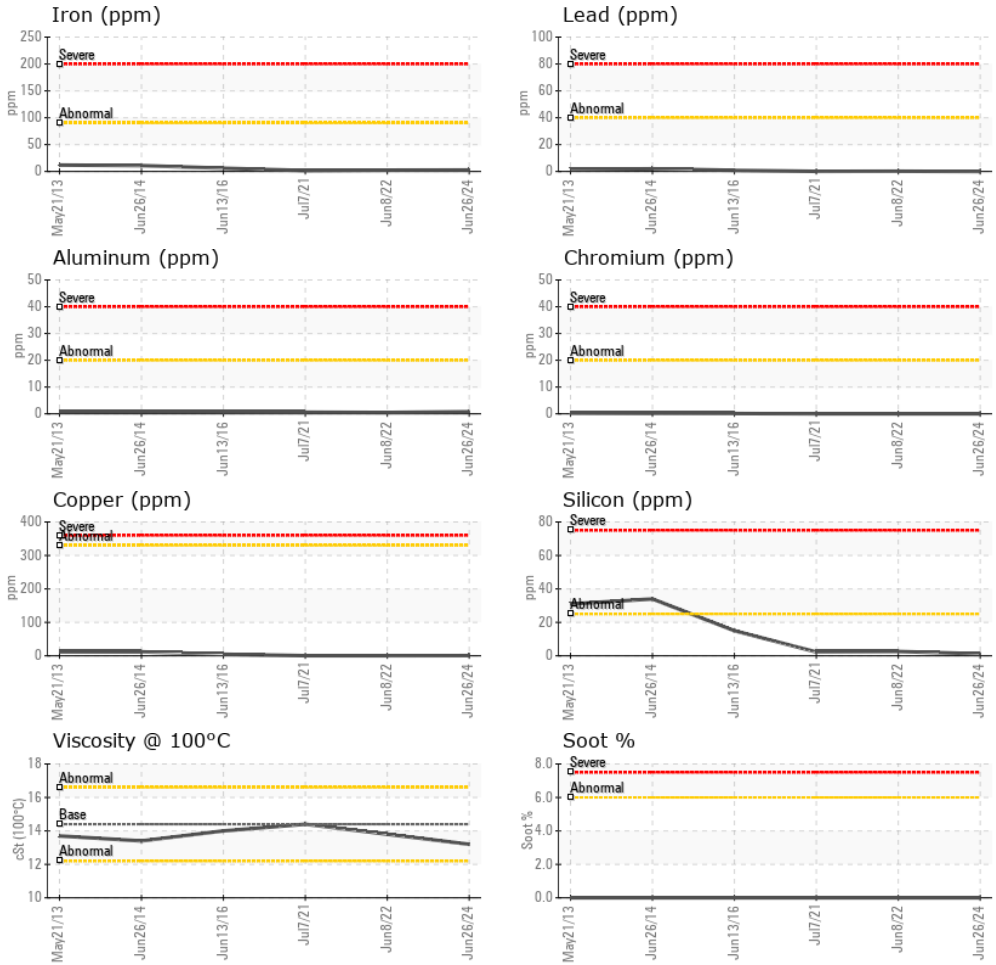 Iron (ppm)
250
200
150
100
50
0
ppm
Severe
Abnormal
May21/13
Jun26/14
Jun13/16
Jul7/21
Jun8/22
Jun26/24
Lead (ppm)
100
80
60
40
20
0
ppm
Severe
Abnormal
May21/13
Jun26/14
Jun13/16
Jul7/21
Jun8/22
Jun26/24
Aluminum (ppm)
50
40
30
20
10
0
ppm
Severe
Abnormal
May21/13
Jun26/14
Jun13/16
Jul7/21
Jun8/22
Jun26/24
Chromium (ppm)
50
40
30
20
10
0
ppm
Severe
Abnormal
May21/13
Jun26/14
Jun13/16
Jul7/21
Jun8/22
Jun26/24
Copper (ppm)
400
300
200
100
0
ppm
Severe
Abnormal
May21/13
Jun26/14
Jun13/16
Jul7/21
Jun8/22
Jun26/24
Silicon (ppm)
80
60
40
20
0
ppm
Severe
Abnormal
May21/13
Jun26/14
Jun13/16
Jul7/21
Jun8/22
Jun26/24
Viscosity @ 100°C
18
16
14
12
10
cSt (100°C)
Abnormal
Base
Abnormal
May21/13
Jun26/14
Jun13/16
Jul7/21
Jun8/22
Jun26/24
Soot %
8.0
6.0
4.0
2.0
0.0
Soot %
Severe
Abnormal
May21/13
Jun26/14
Jun13/16
Jul7/21
Jun8/22
Jun26/24